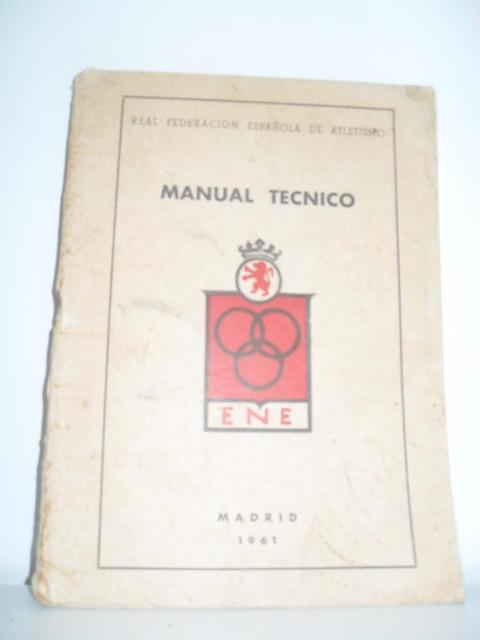 REAL FEDERACION ESPAÑOLA DE ATLETISMO
MANUAL TECNICO
ENE
MADRID
1961